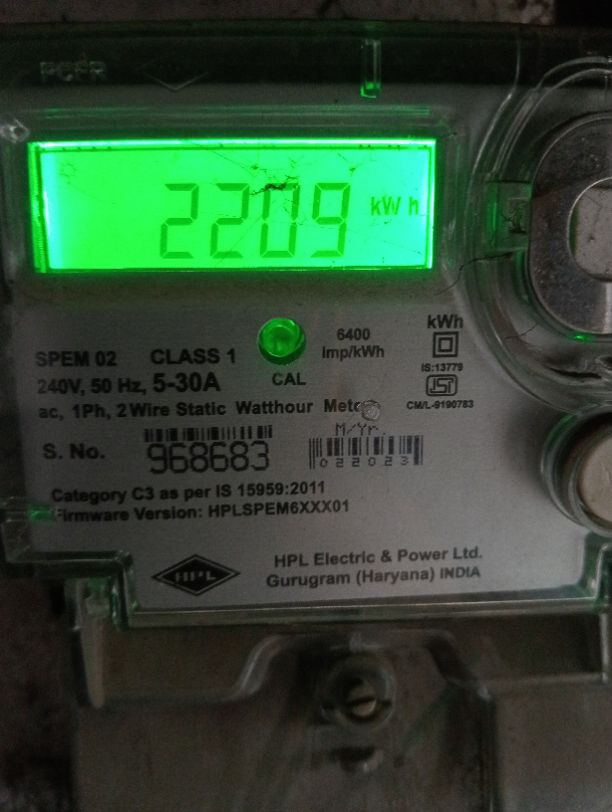 2209 kWh
6400
imp/kWh
kWh
IS:13779
CM/L-9190783
SPEM 02 CLASS 1
CAL
240V, 50 Hz, 5-30A
ac, 1Ph, 2 Wire Static Watthour Meter
M/Yr.
S. No. 968683 022023
Category C3 as per IS 15959:2011
Firmware Version: HPLSPEM6XXX01
HPL
HPL Electric & Power Ltd.
Gurugram (Haryana) INDIA